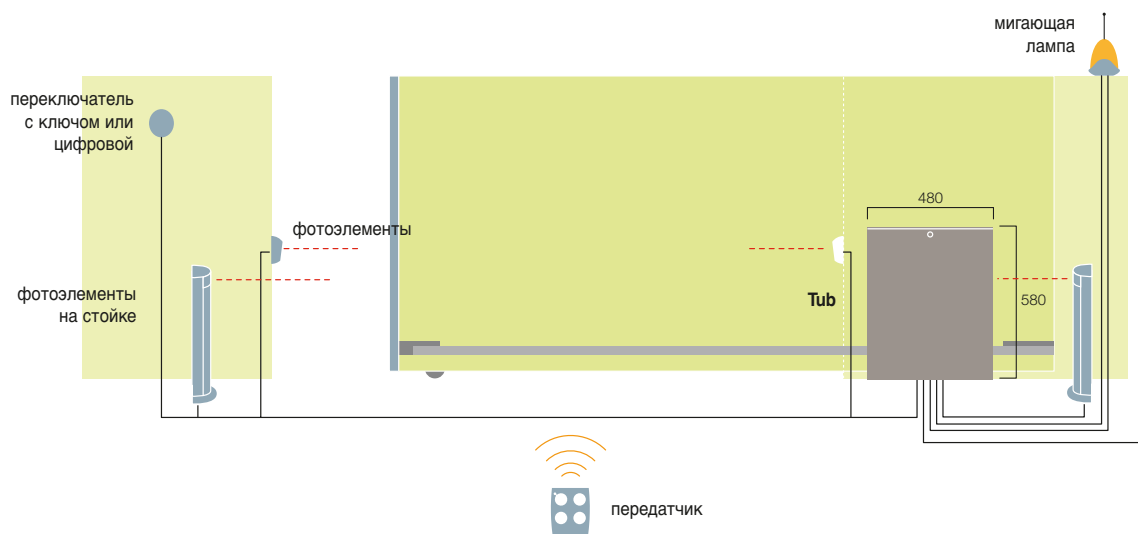 мигающая
лампа
переключатель
с ключом или
цифровой
480
фотоэлементы
фотоэлементы
на стойке
Tub
580
передатчик